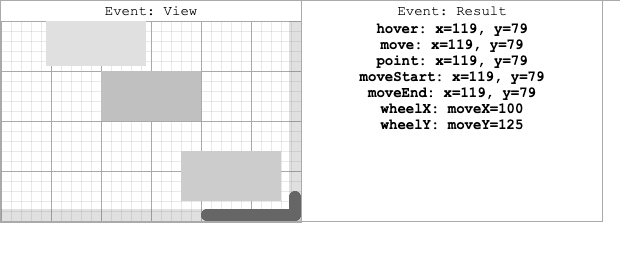 Event: View
Event: Result
hover: x=119, y=79
move: x=119, y=79
point: x=119, y=79
moveStart: x=119, y=79
moveEnd: x=119, y=79
wheelX: moveX=100
wheelY: moveY=125